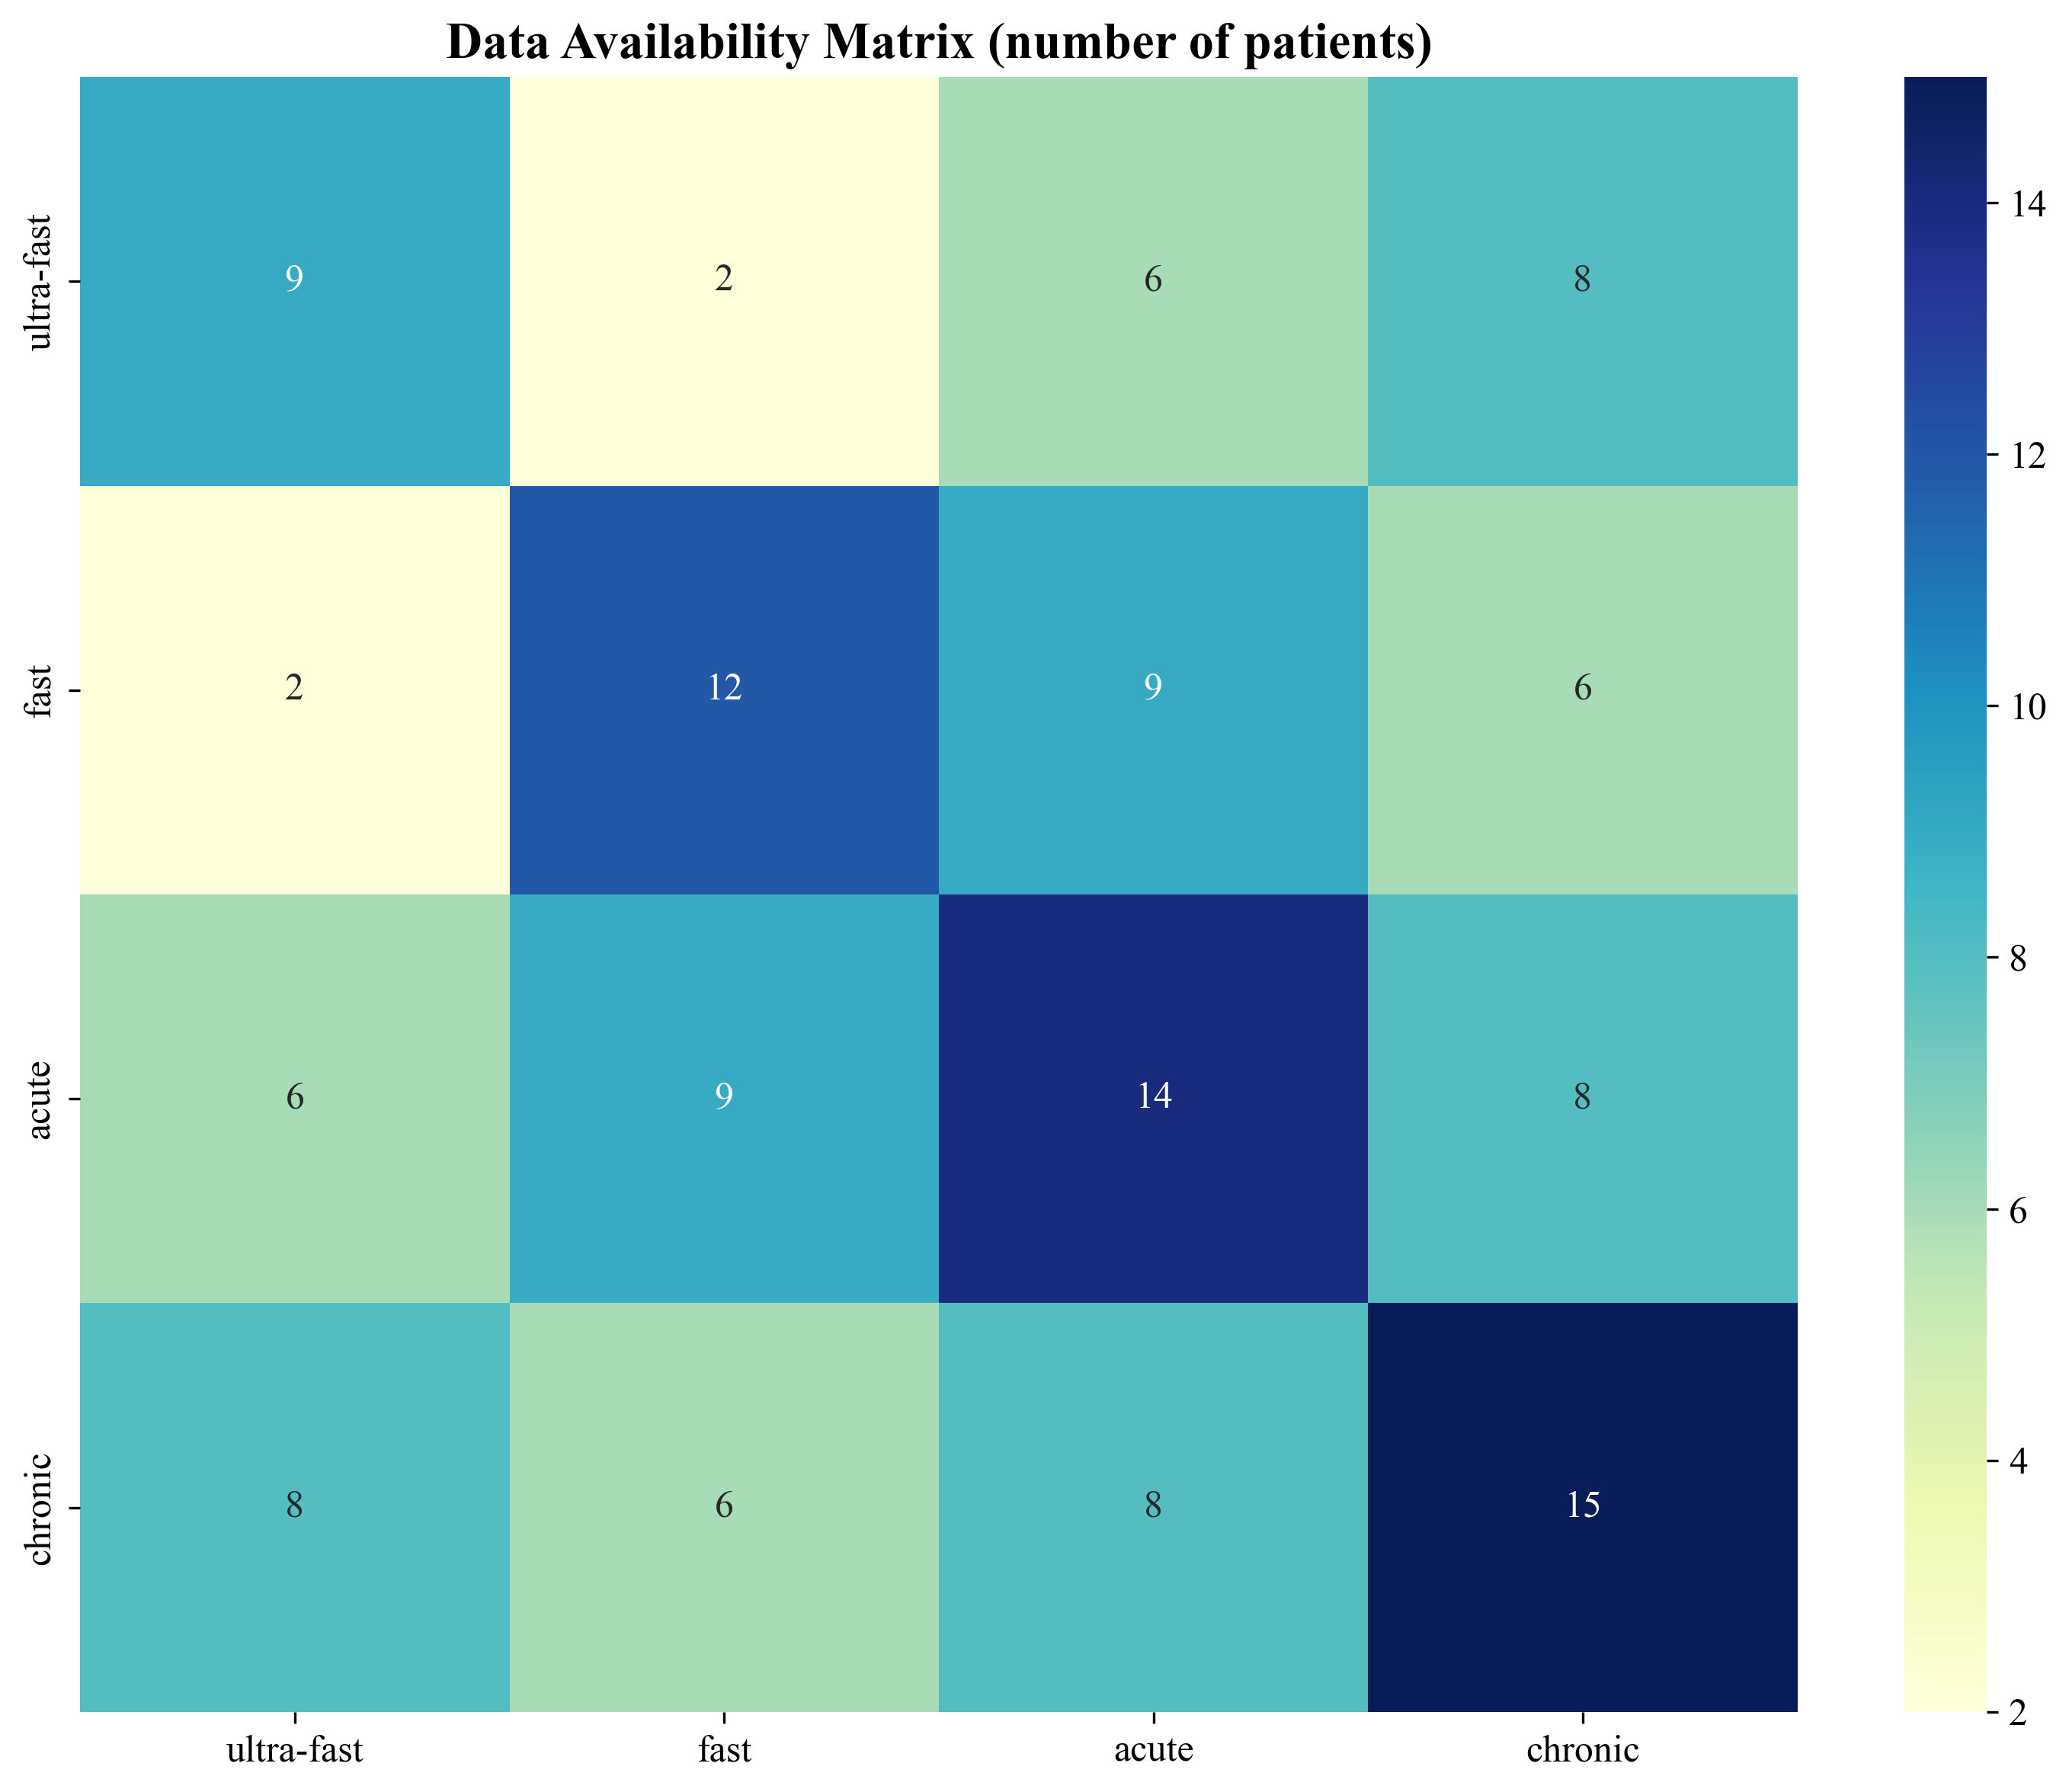 Data Availability Matrix (number of patients)
ultra-fast
9 2 6 8
fast
2 12 9 6
acute
6 9 14 8
chronic
8 6 8 15
ultra-fast fast acute chronic
14
12
10
8
6
4
2